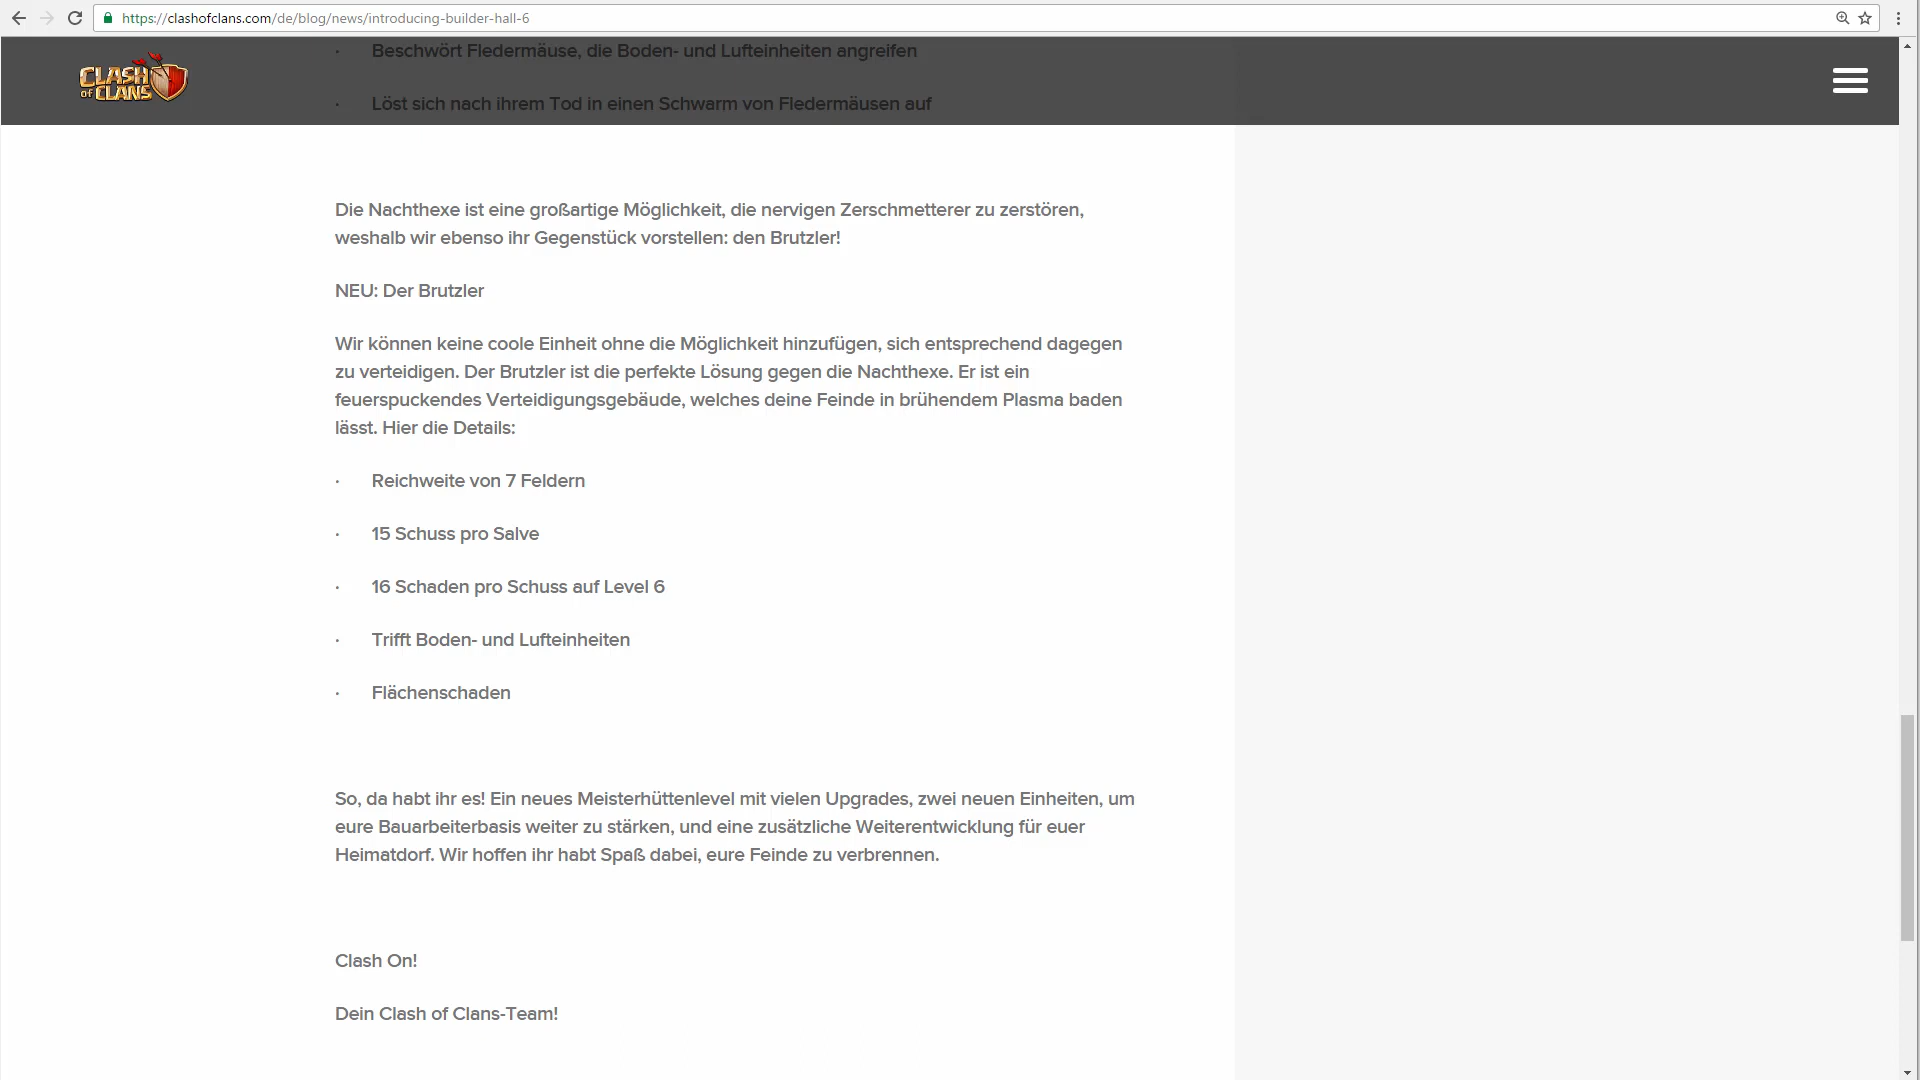 https://clashofclans.com/de/blog/news/introducing-builder-hall-6
CLASH
OF CLANS
· Beschwört Fledermäuse, die Boden- und Lufteinheiten angreifen
· Löst sich nach ihrem Tod in einen Schwarm von Fledermäusen auf
Die Nachthexe ist eine großartige Möglichkeit, die nervigen Zerschmetterer zu zerstören,
weshalb wir ebenso ihr Gegenstück vorstellen: den Brutzler!
NEU: Der Brutzler
Wir können keine coole Einheit ohne die Möglichkeit hinzufügen, sich entsprechend dagegen
zu verteidigen. Der Brutzler ist die perfekte Lösung gegen die Nachthexe. Er ist ein
feuerspuckendes Verteidigungsgebäude, welches deine Feinde in brühendem Plasma baden
lässt. Hier die Details:
· Reichweite von 7 Feldern
· 15 Schuss pro Salve
· 16 Schaden pro Schuss auf Level 6
· Trifft Boden- und Lufteinheiten
· Flächenschaden
So, da habt ihr es! Ein neues Meisterhüttenlevel mit vielen Upgrades, zwei neuen Einheiten, um
eure Bauarbeiterbasis weiter zu stärken, und eine zusätzliche Weiterentwicklung für euer
Heimatdorf. Wir hoffen ihr habt Spaß dabei, eure Feinde zu verbrennen.
Clash On!
Dein Clash of Clans-Team!